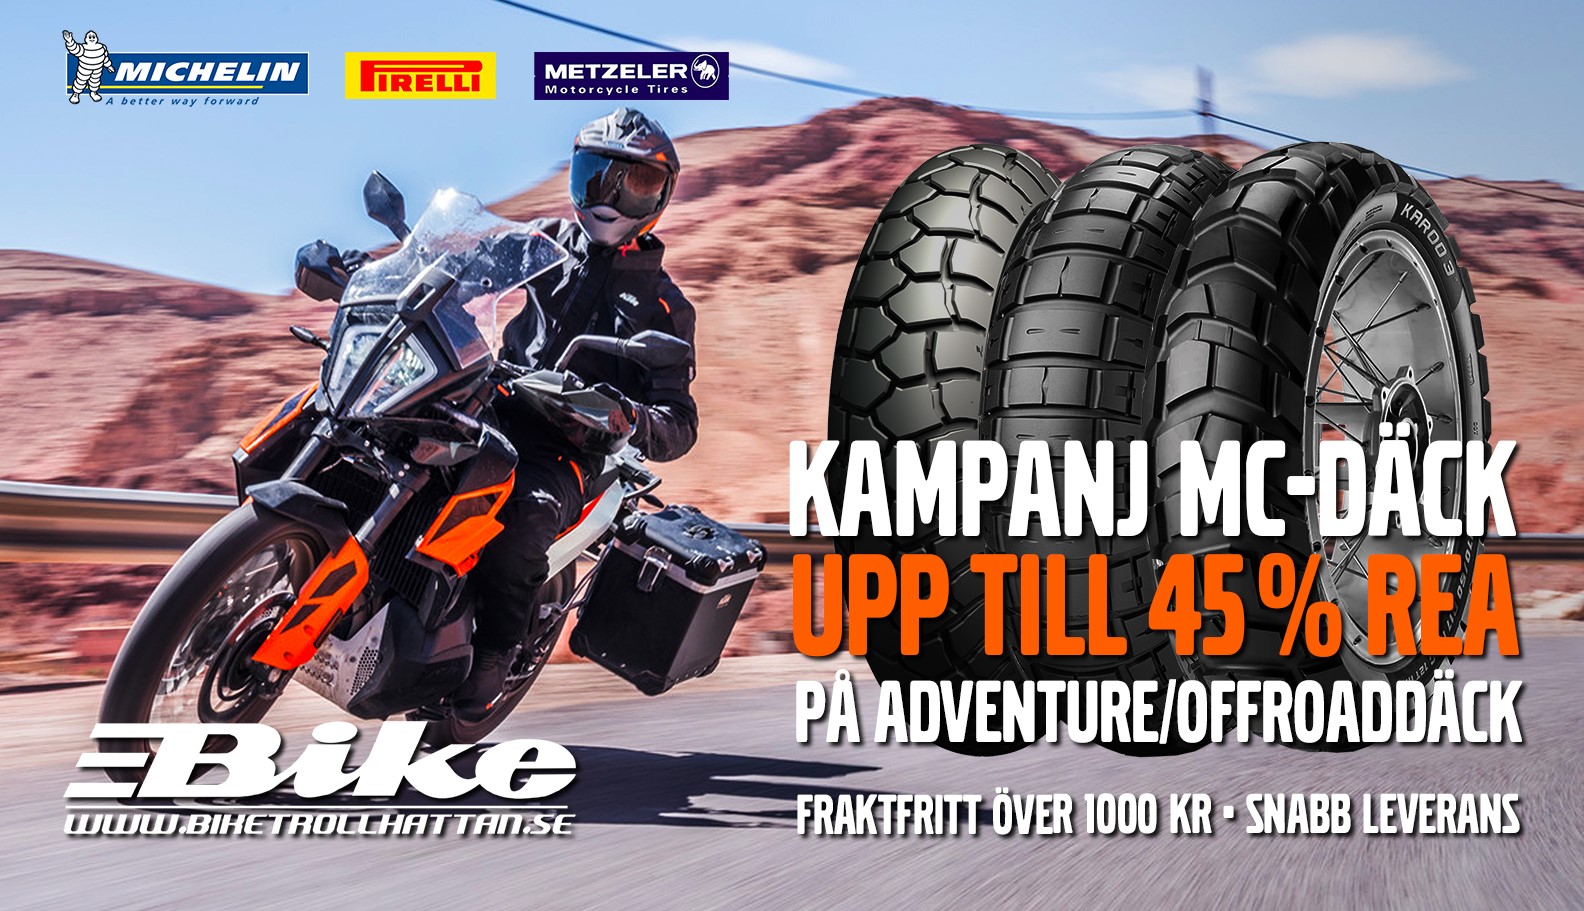 MICHELIN
A better way forward
PIRELLI
METZELER
Motorcycle Tires
KAROO 3
KTM
KAMPANJ MC-DÄCK
UPP TILL 45% REA
PÅ ADVENTURE/OFFROADDÄCK
FRAKTFRITT ÖVER 1000 KR · SNABB LEVERANS
Bike
WWW.BIKETROLLHATTAN.SE